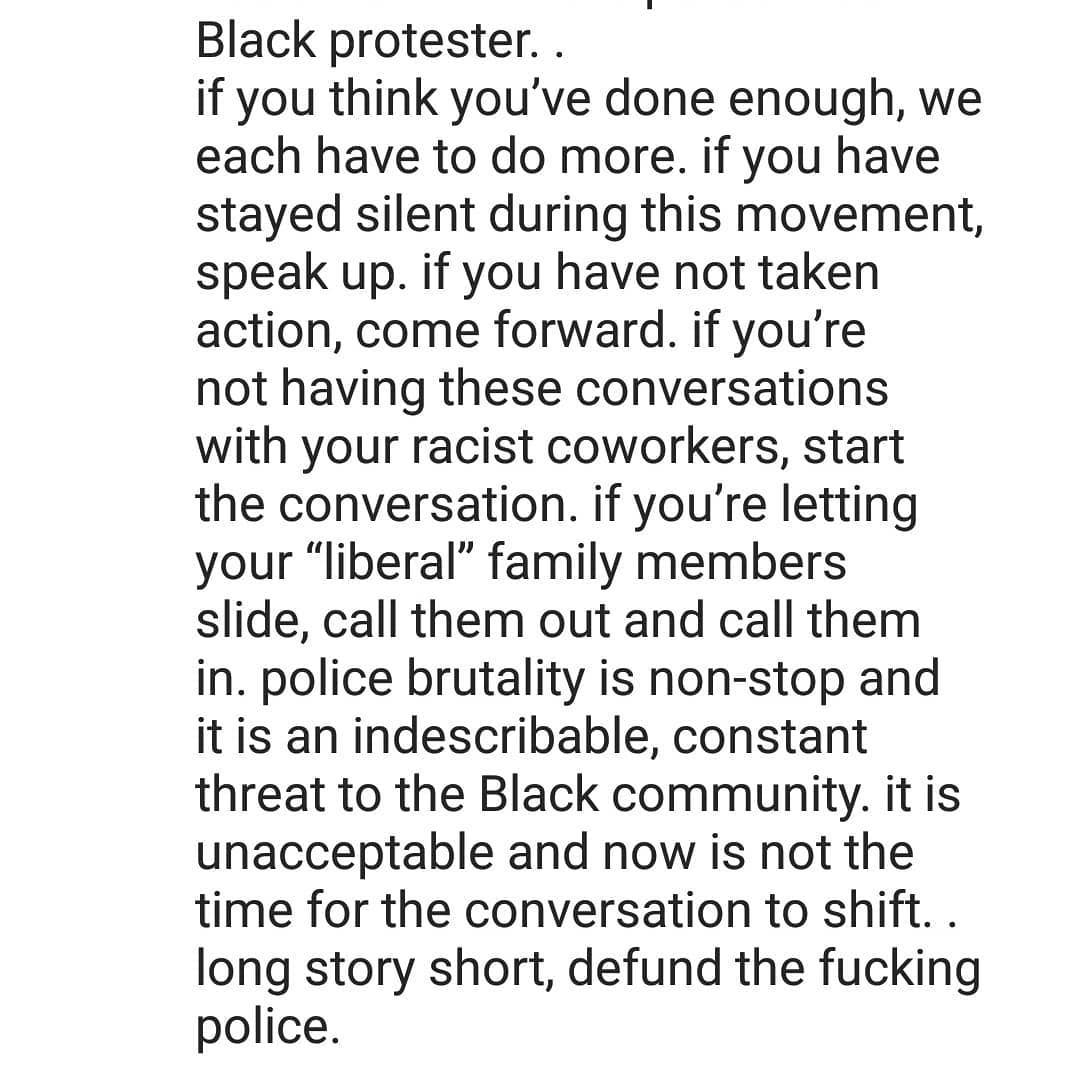 Black protester. .
if you think you’ve done enough, we
each have to do more. if you have
stayed silent during this movement,
speak up. if you have not taken
action, come forward. if you’re
not having these conversations
with your racist coworkers, start
the conversation. if you’re letting
your “liberal” family members
slide, call them out and call them
in. police brutality is non-stop and
it is an indescribable, constant
threat to the Black community. it is
unacceptable and now is not the
time for the conversation to shift. .
long story short, defund the fucking
police.